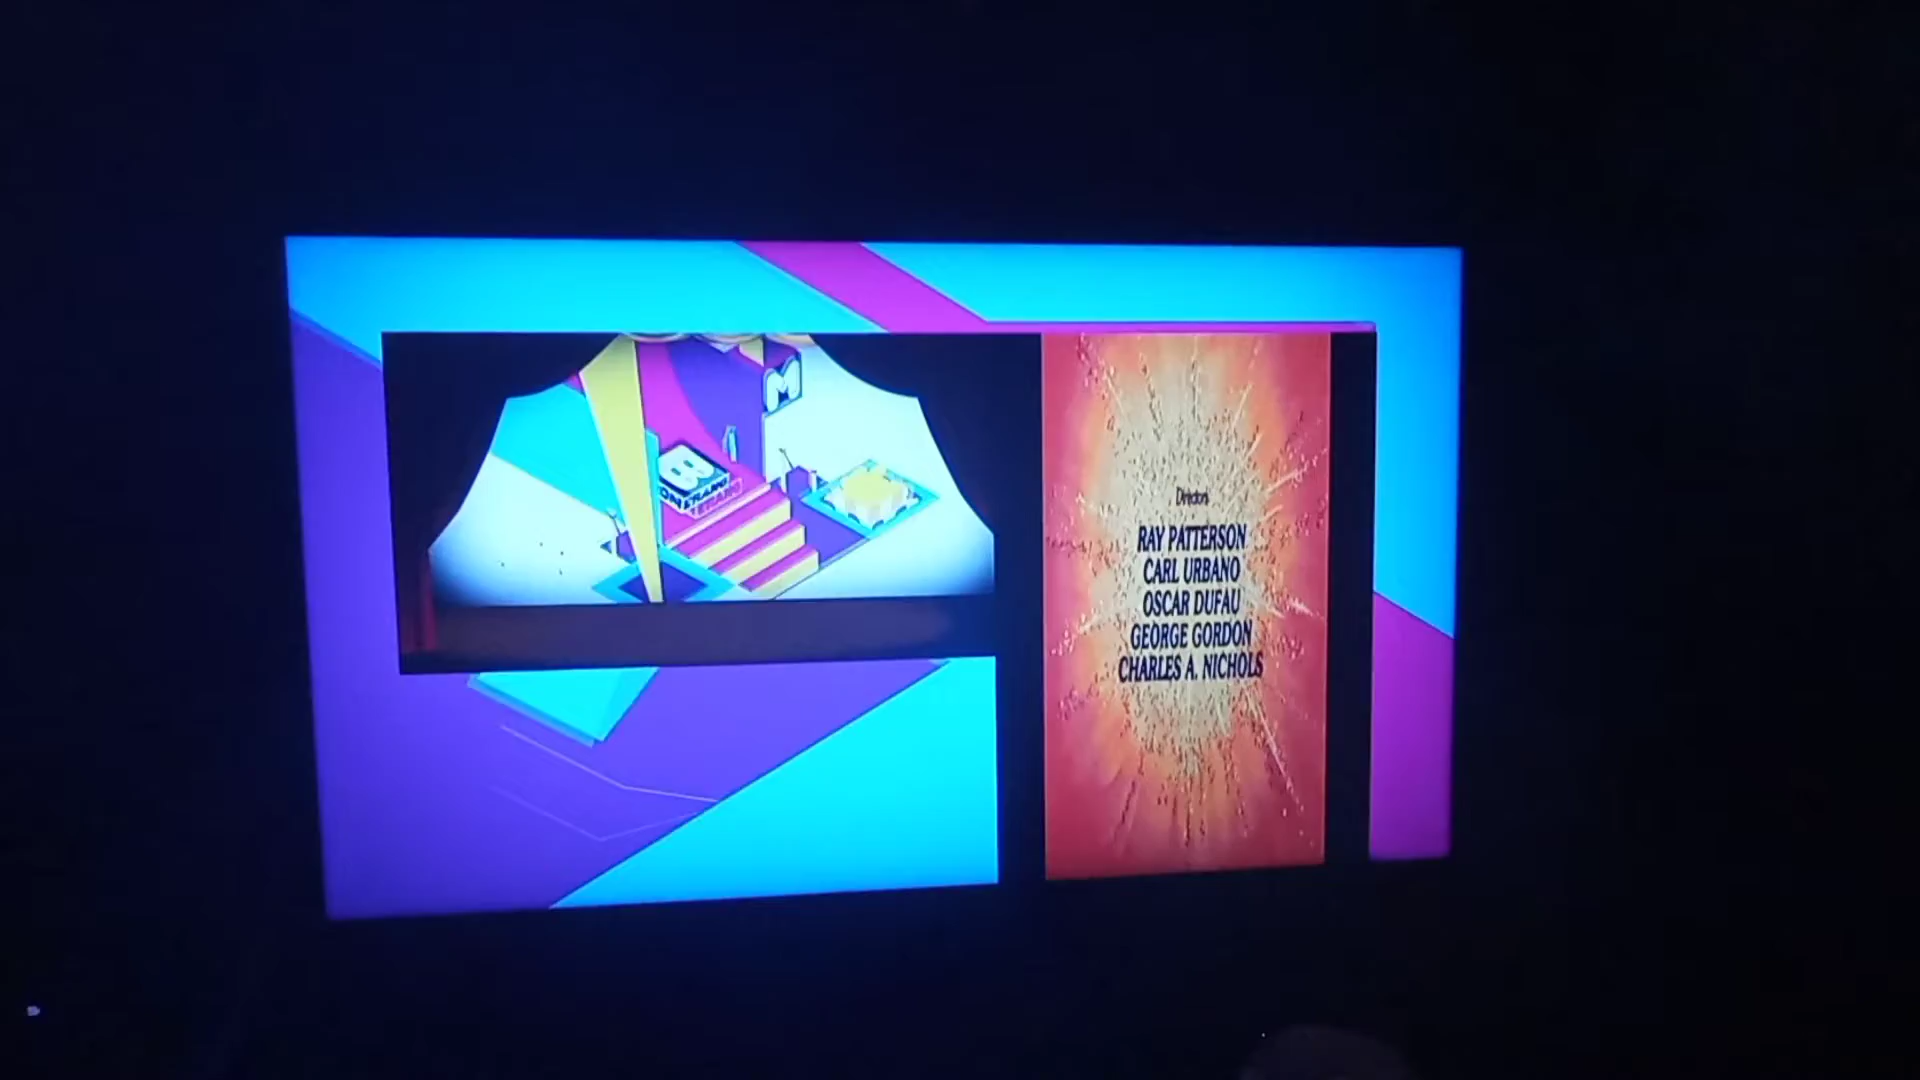 M
B
Directors
RAY PATTERSON
CARL URBANO
OSCAR DUFAU
GEORGE GORDON
CHARLES A. NICHOLS